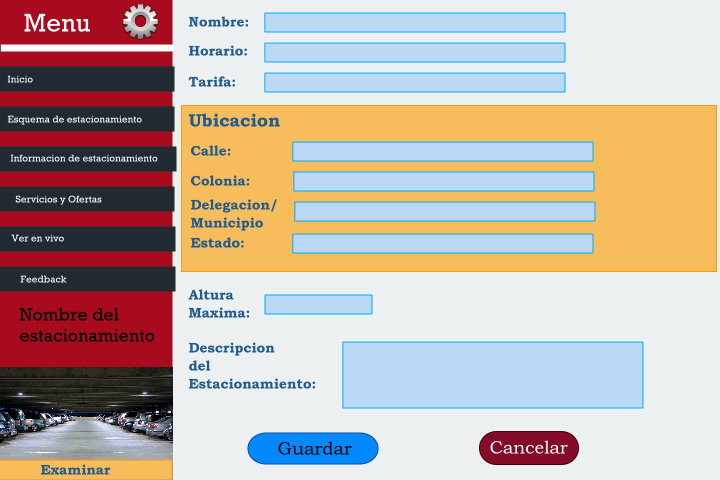 Menu
Inicio
Esquema de estacionamiento
Informacion de estacionamiento
Servicios y Ofertas
Ver en vivo
Feedback
Nombre del
estacionamiento
Examinar
Nombre:
Horario:
Tarifa:
Ubicacion
Calle:
Colonia:
Delegacion/
Municipio
Estado:
Altura
Maxima:
Descripcion
del
Estacionamiento:
Guardar
Cancelar